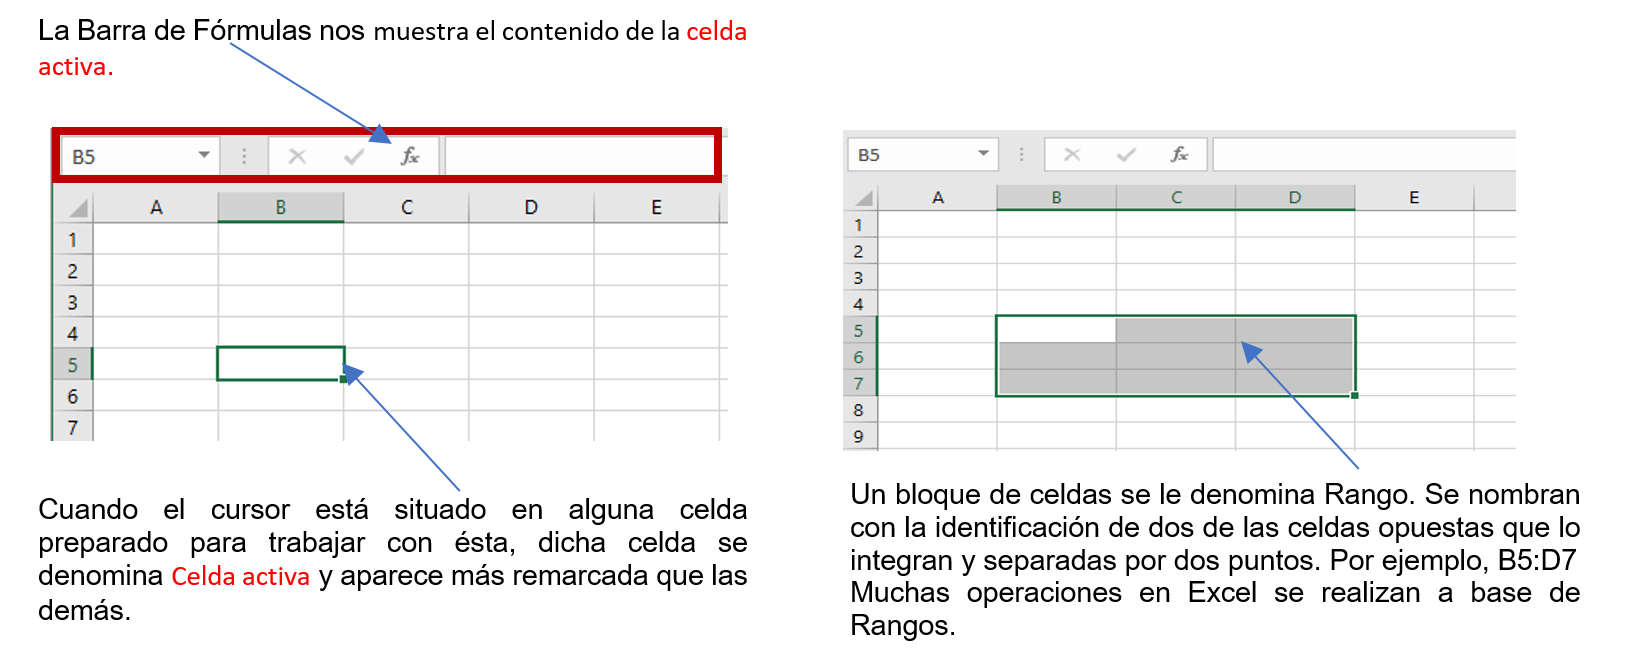 La Barra de Fórmulas nos muestra el contenido de la celda
activa.
B5
fx
A B C D E
1
2
3
4
5
6
7
Cuando el cursor está situado en alguna celda
preparado para trabajar con ésta, dicha celda se
denomina Celda activa y aparece más remarcada que las
demás.
B5
fx
A B C D E
1
2
3
4
5
6
7
8
9
Un bloque de celdas se le denomina Rango. Se nombran
con la identificación de dos de las celdas opuestas que lo
integran y separadas por dos puntos. Por ejemplo, B5:D7
Muchas operaciones en Excel se realizan a base de
Rangos.